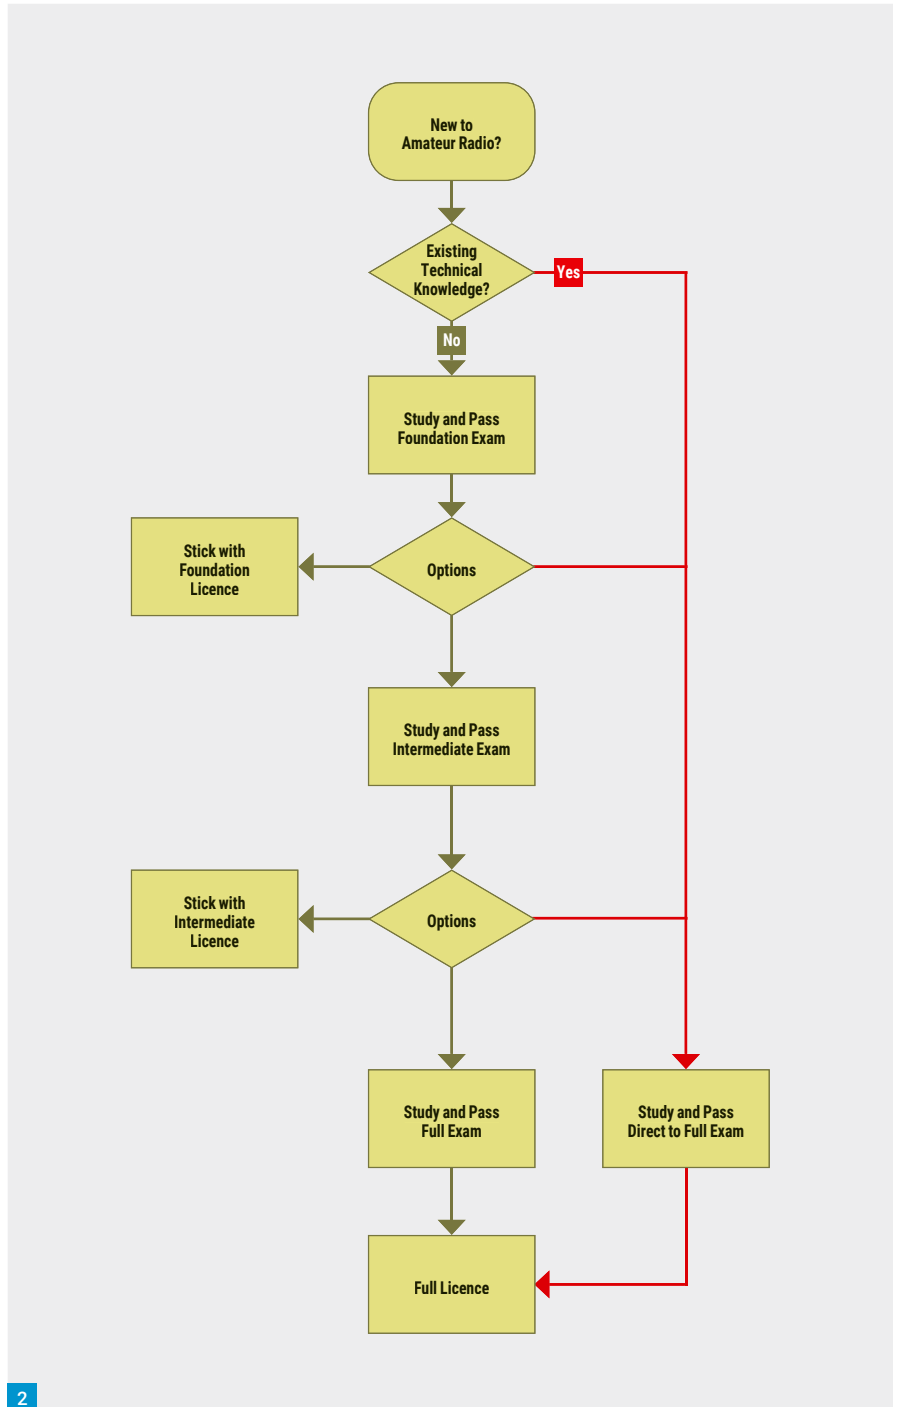 New to
Amateur Radio?
Existing
Technical
Knowledge?
Yes
No
Study and Pass
Foundation Exam
Stick with
Foundation
Licence
Options
Study and Pass
Intermediate Exam
Stick with
Intermediate
Licence
Options
Study and Pass
Full Exam
Study and Pass
Direct to Full Exam
Full Licence
2